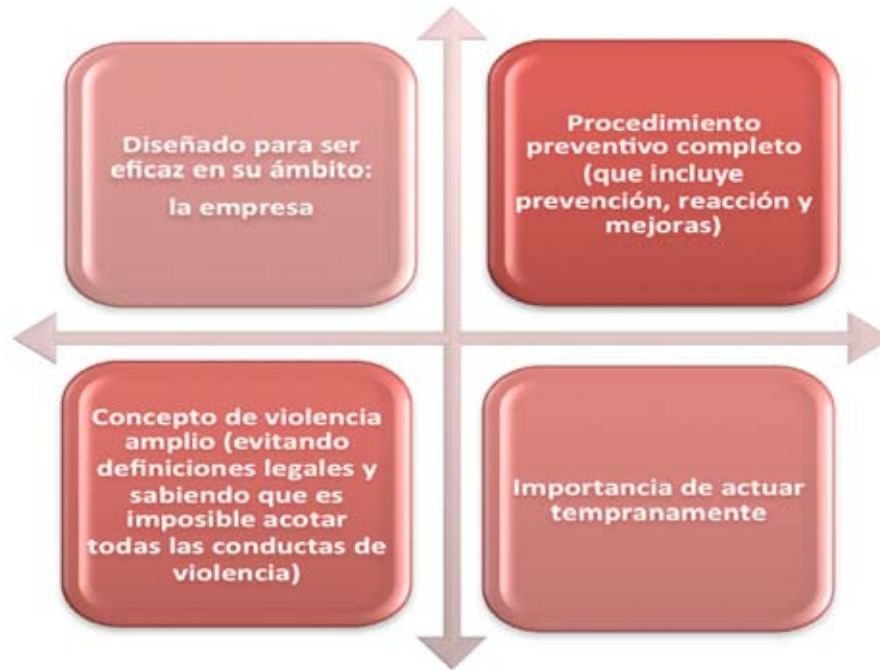 Diseñado para ser
eficaz en su ámbito:
la empresa
Procedimiento
preventivo completo
(que incluye
prevención, reacción y
mejoras)
Concepto de violencia
amplio (evitando
definiciones legales y
sabiendo que es
imposible acotar
todas las conductas de
violencia)
Importancia de actuar
tempranamente